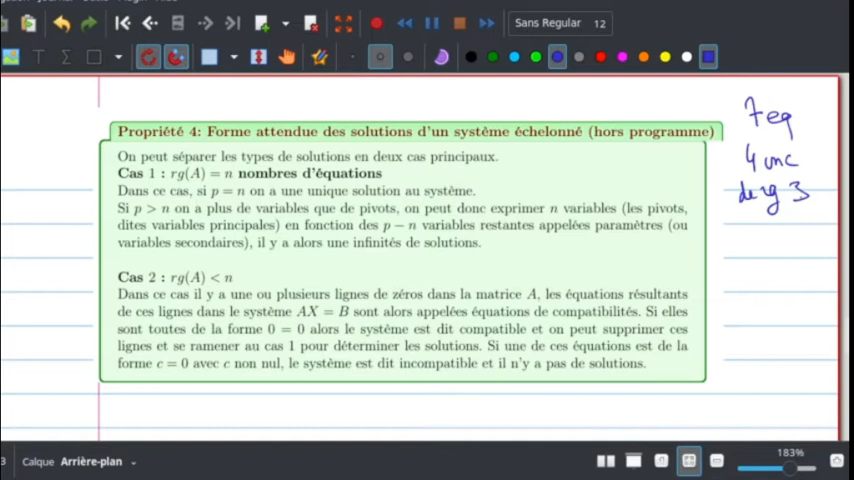 Sans Regular 12
7 eq
4 inc
de rg 3
Propriété 4: Forme attendue des solutions d'un système échelonné (hors programme)
On peut séparer les types de solutions en deux cas principaux.
Cas 1 : rg(A) = n nombres d'équations
Dans ce cas, si p = n on a une unique solution au système.
Si p > n on a plus de variables que de pivots, on peut donc exprimer n variables (les pivots,
dites variables principales) en fonction des p − n variables restantes appelées paramètres (ou
variables secondaires), il y a alors une infinités de solutions.
Cas 2 : rg(A) < n
Dans ce cas il y a une ou plusieurs lignes de zéros dans la matrice A, les équations résultants
de ces lignes dans le système AX = B sont alors appelées équations de compatibilités. Si elles
sont toutes de la forme 0 = 0 alors le système est dit compatible et on peut supprimer ces
lignes et se ramener au cas 1 pour déterminer les solutions. Si une de ces équations est de la
forme c = 0 avec c non nul, le système est dit incompatible et il n'y a pas de solutions.
3 Calque Arrière-plan
183%